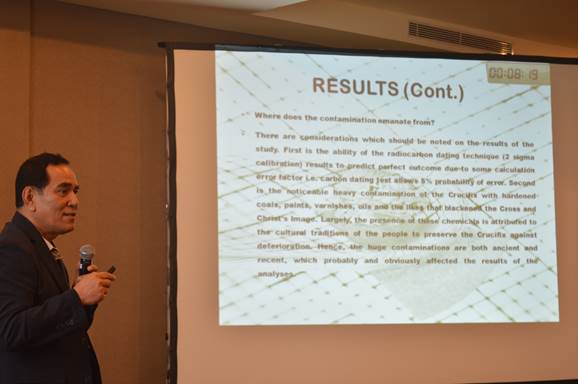 00:08:19
RESULTS (Cont.)
Where does the contamination emanate from?
There are considerations which should be noted on the results of the
study. First is the ability of the radiocarbon dating technique (2 sigma
calibration) results to predict perfect outcome due to some calculation
error factor i.e. carbon dating test allows 5% probability of error. Second
is the noticeable heavy contamination of the Crucifix with hardened
coals, paints, varnishes, oils and the likes that blackened the Cross and
Christ's Image. Largely, the presence of these chemicals is attributed to
the cultural traditions of the people to preserve the Crucifix against
deterioration. Hence, the huge contaminations are both ancient and
recent, which probably and obviously affected the results of the
analyses.